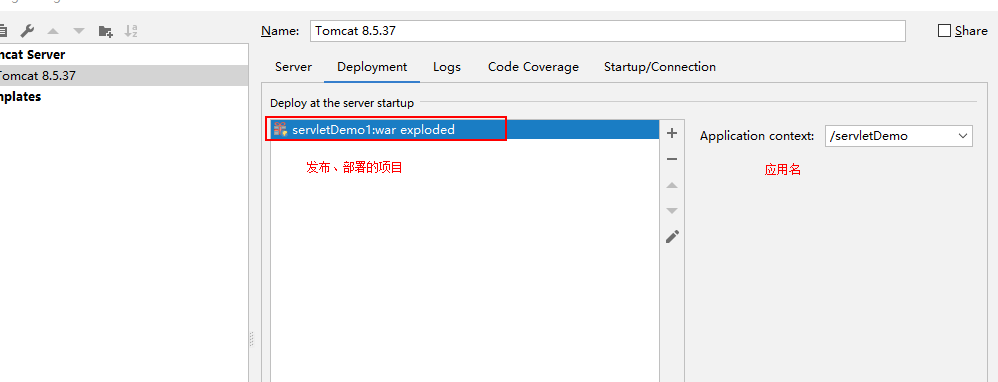 Name: Tomcat 8.5.37 Share
mcat Server
Tomcat 8.5.37
mplates
Server Deployment Logs Code Coverage Startup/Connection
Deploy at the server startup
servletDemo1:war exploded
发布、部署的项目
Application context: /servletDemo
应用名